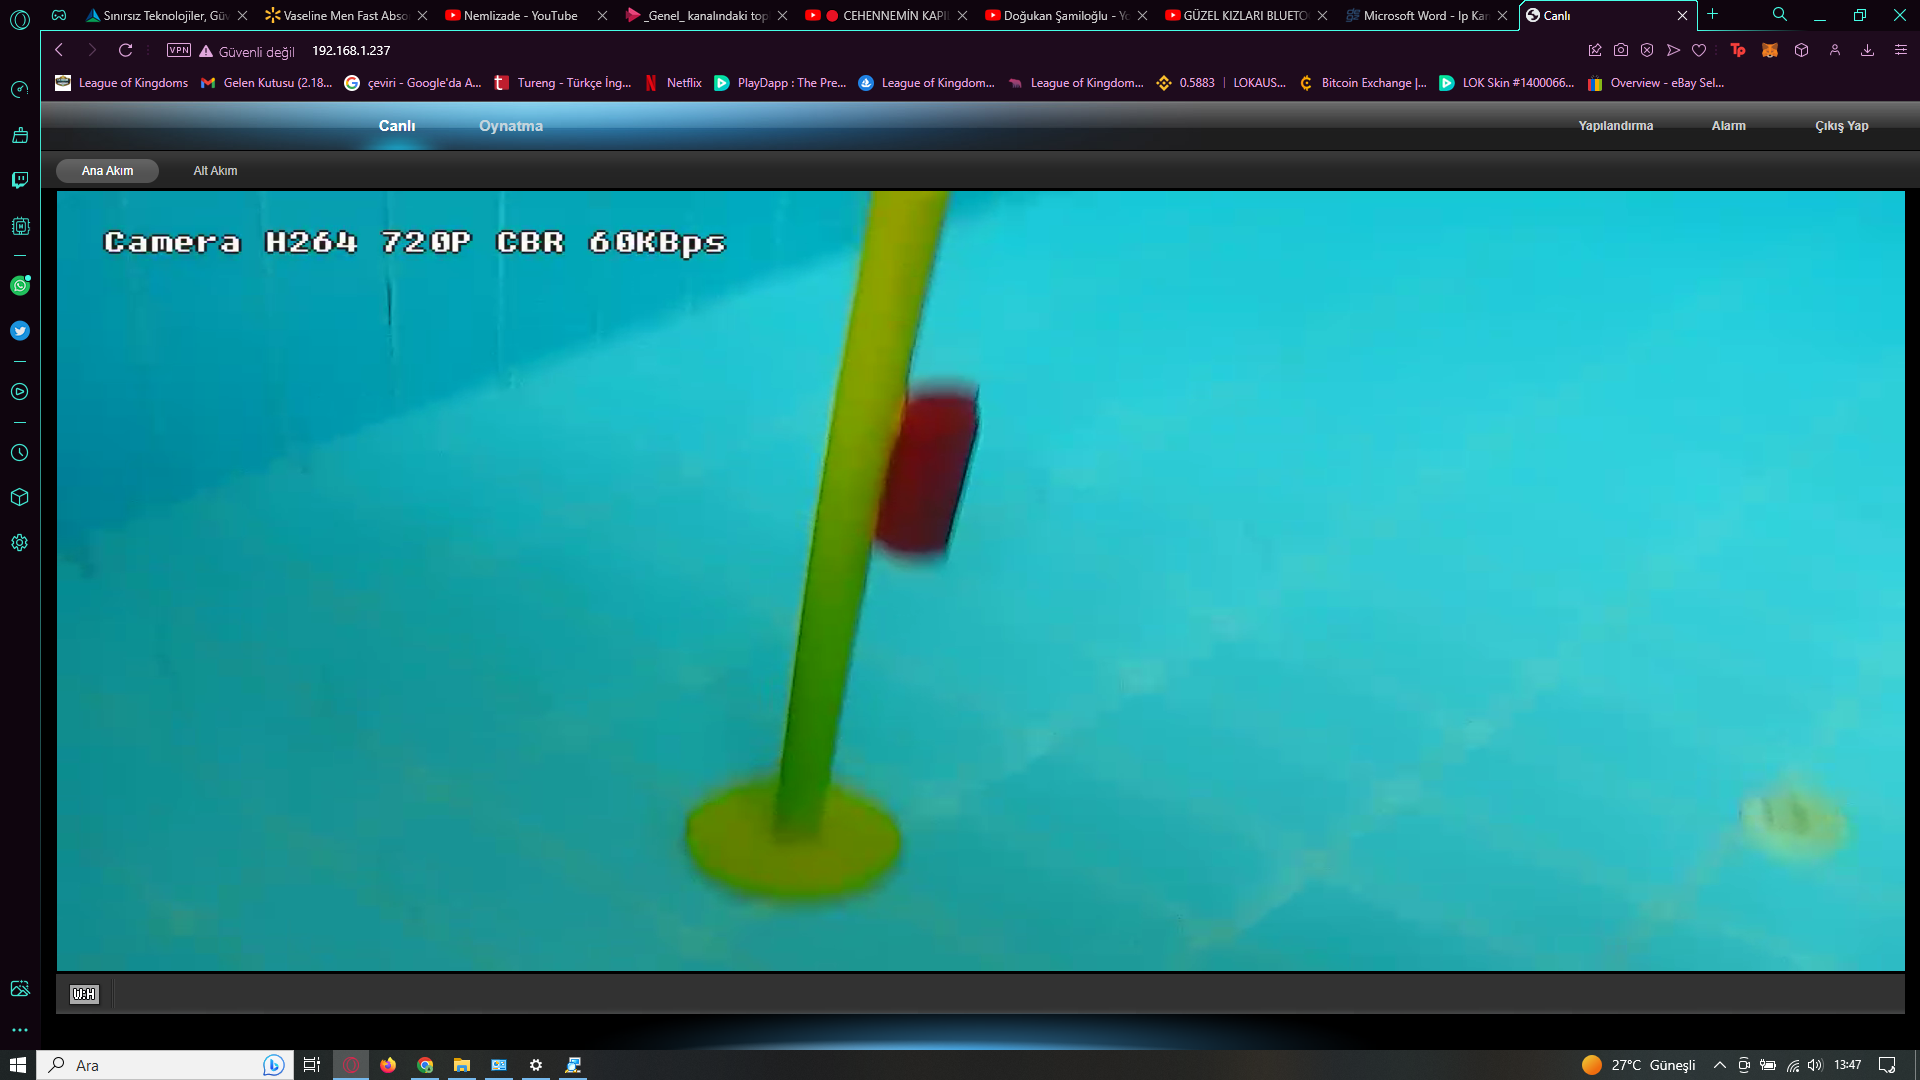 Sınırsız Teknolojiler, Güv
Vaseline Men Fast Abso
Nemlizade - YouTube
_Genel_ kanalındaki top
CEHENNEMİN KAPI
Doğukan Şamiloğlu - Yo
GÜZEL KIZLARI BLUETO
Microsoft Word - Ip Kam
Canlı
VPN
Güvenli değil
192.168.1.237
League of Kingdoms
Gelen Kutusu (2.18...
çeviri - Google'da A...
Tureng - Türkçe İng...
Netflix
PlayDapp : The Pre...
League of Kingdom...
League of Kingdom...
0.5883 | LOKAUS...
Bitcoin Exchange |...
LOK Skin #1400066...
Overview - eBay Sel...
Canlı
Oynatma
Yapılandırma
Alarm
Çıkış Yap
Ana Akım
Alt Akım
Camera H264 720P CBR 60KBps
W:H
Ara
27°C Güneşli
13:47